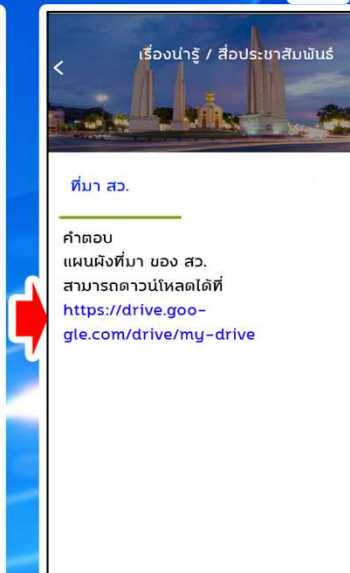 เรื่องน่ารู้ / สื่อประชาสัมพันธ์
ที่มา สว.
คำตอบ
แผนผังที่มา ของ สว.
สามารถดาวน์โหลดได้ที่
https://drive.goo-
gle.com/drive/my-drive